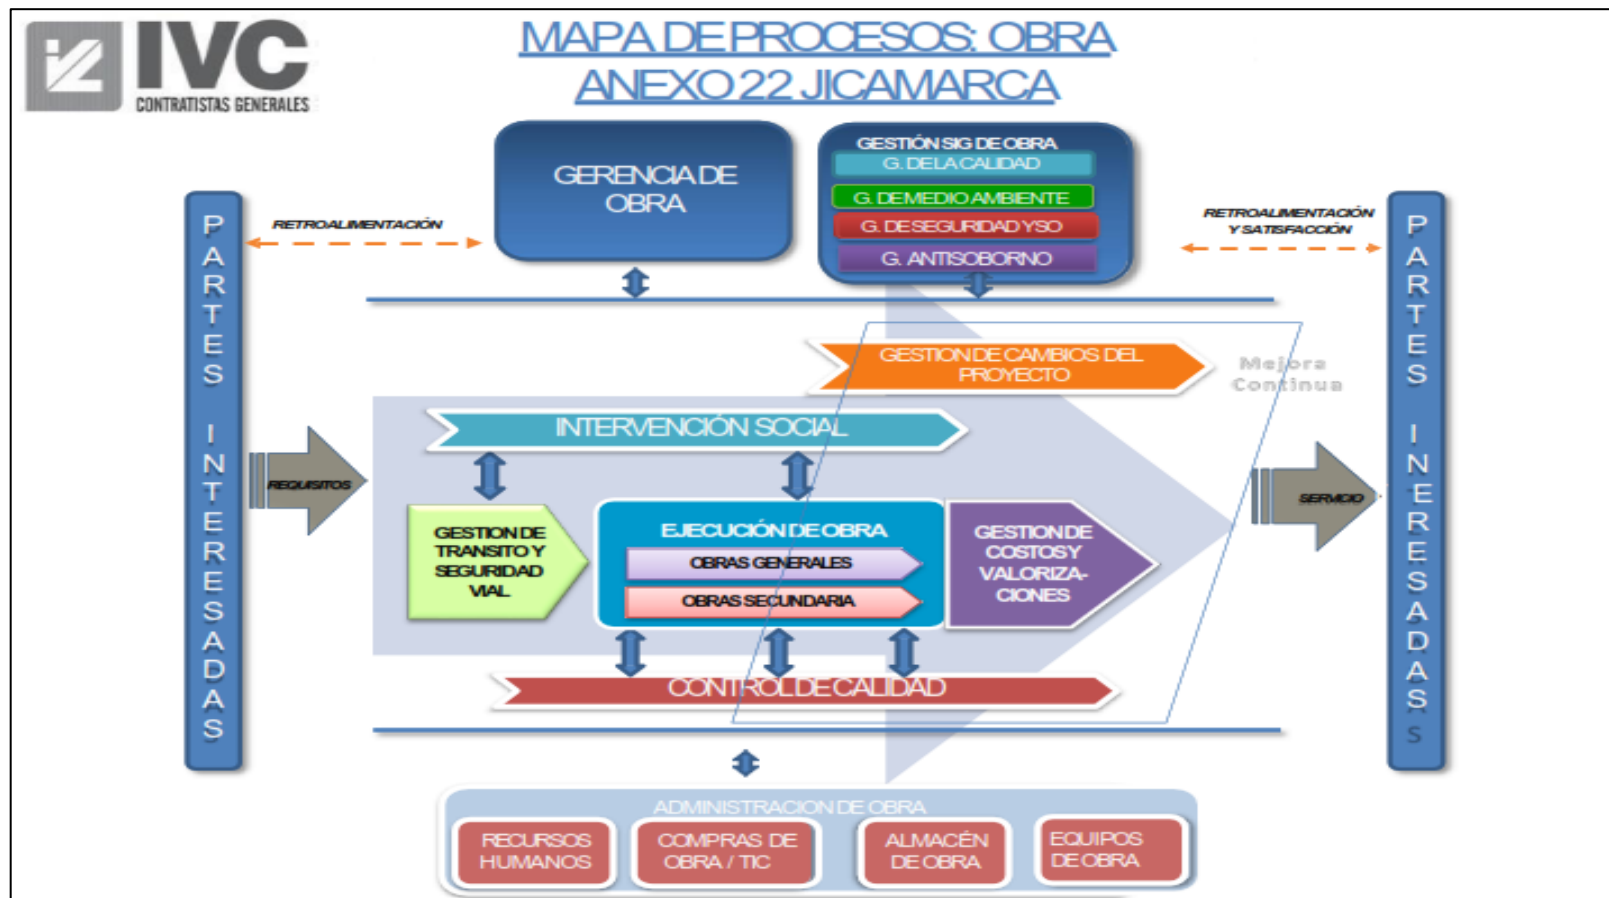 IVC
CONTRATISTAS GENERALES
MAPA DE PROCESOS: OBRA
ANEXO 22 JICAMARCA
GERENCIA DE
OBRA
GESTIÓN SIG DE OBRA
G. DE LA CALIDAD
G. DE MEDIO AMBIENTE
G. DE SEGURIDAD Y SO
G. ANTISOBORNO
PARTES INTERESADAS
RETROALIMENTACIÓN
RETROALIMENTACIÓN
Y SATISFACCIÓN
PARTES INERESADAS
s
GESTION DE CAMBIOS DEL
PROYECTO
Mejora
Continua
INTERVENCIÓN SOCIAL
REQUISITOS
SERVICIO
GESTION DE
TRANSITO Y
SEGURIDAD
VIAL
EJECUCIÓN DE OBRA
OBRAS GENERALES
OBRAS SECUNDARIA
GESTION DE
COSTOS Y
VALORIZA-
CIONES
CONTROL DE CALIDAD
ADMINISTRACION DE OBRA
RECURSOS
HUMANOS
COMPRAS DE
OBRA / TIC
ALMACÉN
DE OBRA
EQUIPOS
DE OBRA